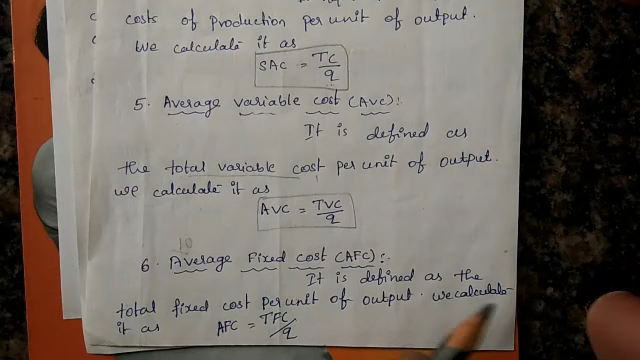 costs of production per unit of output.
We calculate it as
SAC = TC/q
5. Average variable cost (AVC):
It is defined as
the total variable cost per unit of output.
we calculate it as
AVC = TVC/q
10
6. Average Fixed cost (AFC):
It is defined as the
total fixed cost per unit of output. we calculate
it as AFC = TFC/q